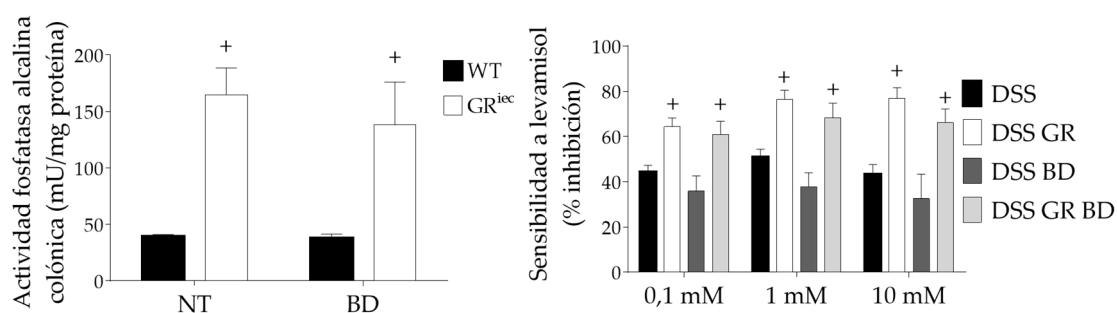 Actividad fosfatasa alcalina
colónica (mU/mg proteína)
200
150
100
50
0
+
+
NT
BD
WT
GRiec
Sensibilidad a levamisol
(% inhibición)
100
80
60
40
20
0
+ + + + + +
0,1 mM
1 mM
10 mM
DSS
DSS GR
DSS BD
DSS GR BD